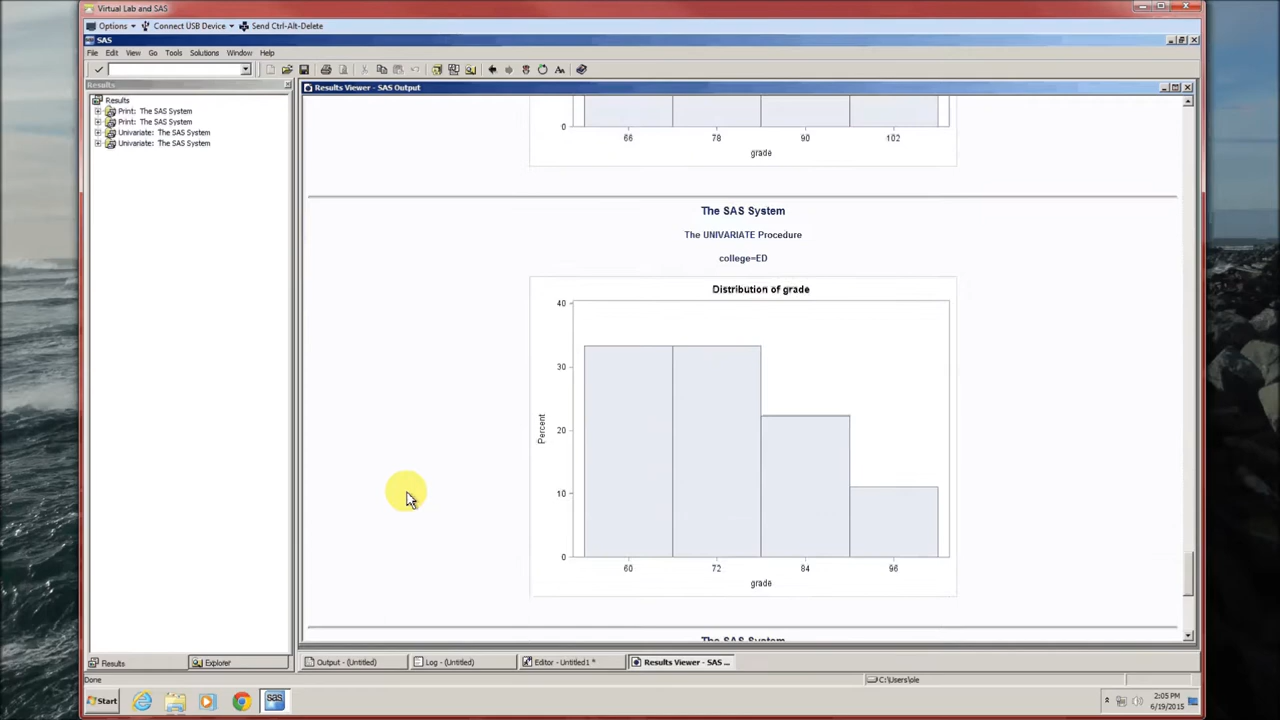 Virtual Lab and SAS
Options Connect USB Device Send Ctrl-Alt-Delete
SAS
File Edit View Go Tools Solutions Window Help
Results
Results
Print: The SAS System
Print: The SAS System
Univariate: The SAS System
Univariate: The SAS System
Results Viewer - SAS Output
0
66 78 90 102
grade
The SAS System
The UNIVARIATE Procedure
college=ED
Distribution of grade
40
30
20
10
0
Percent
60 72 84 96
grade
The SAS System
Results Explorer
Output - (Untitled) Log - (Untitled) Editor - Untitled1 * Results Viewer - SAS ...
Done C:\Users\ole
Start sas 2:05 PM
6/19/2015